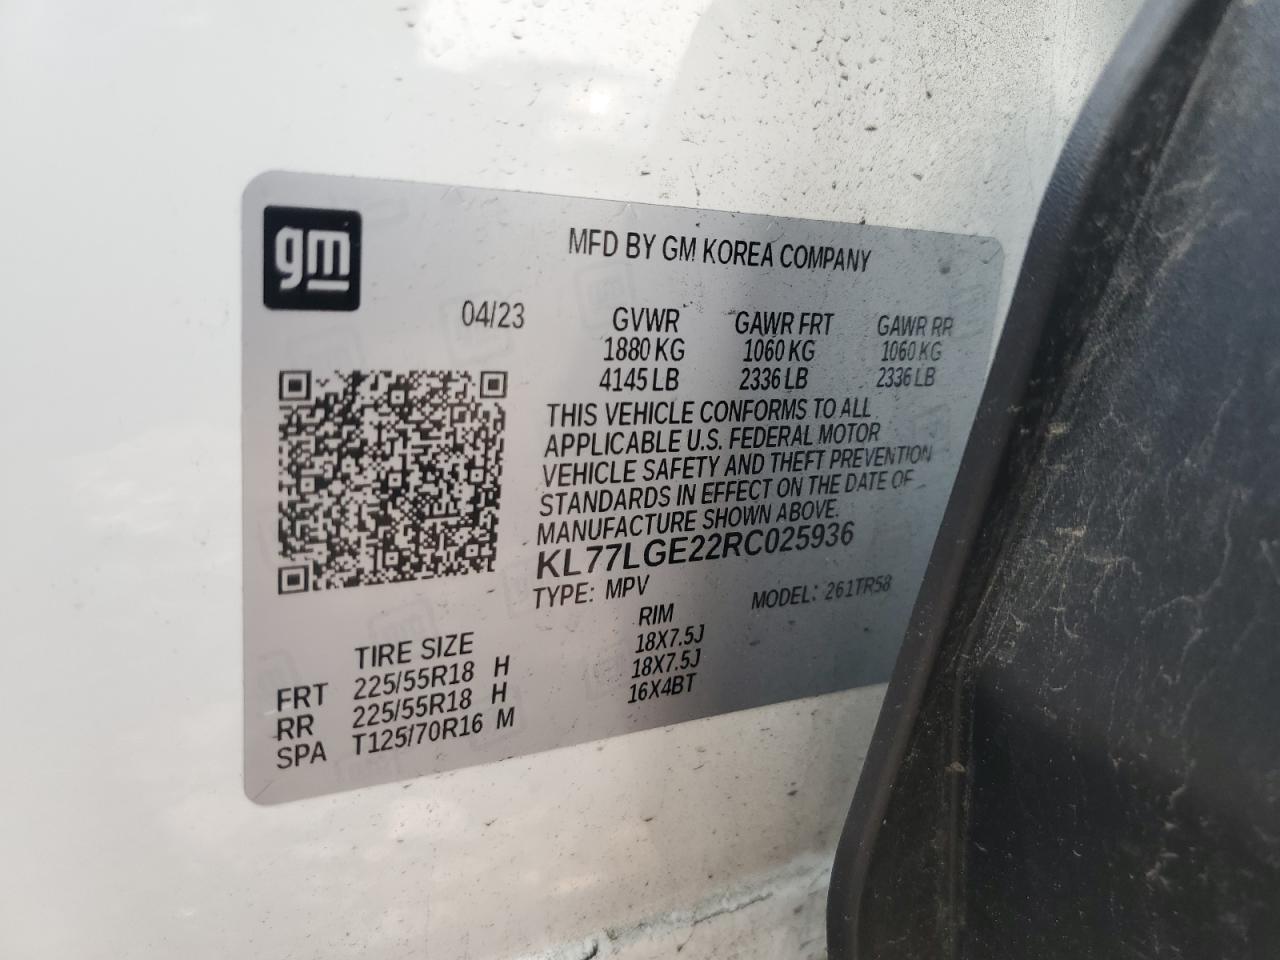 gm
MFD BY GM KOREA COMPANY
04/23 GVWR GAWR FRT GAWR RR
1880 KG 1060 KG 1060 KG
4145 LB 2336 LB 2336 LB
THIS VEHICLE CONFORMS TO ALL
APPLICABLE U.S. FEDERAL MOTOR
VEHICLE SAFETY AND THEFT PREVENTION
STANDARDS IN EFFECT ON THE DATE OF
MANUFACTURE SHOWN ABOVE.
KL77LGE22RC025936
TYPE: MPV MODEL: 261TR58
TIRE SIZE RIM
FRT 225/55R18 H 18X7.5J
RR 225/55R18 H 18X7.5J
SPA T125/70R16 M 16X4BT